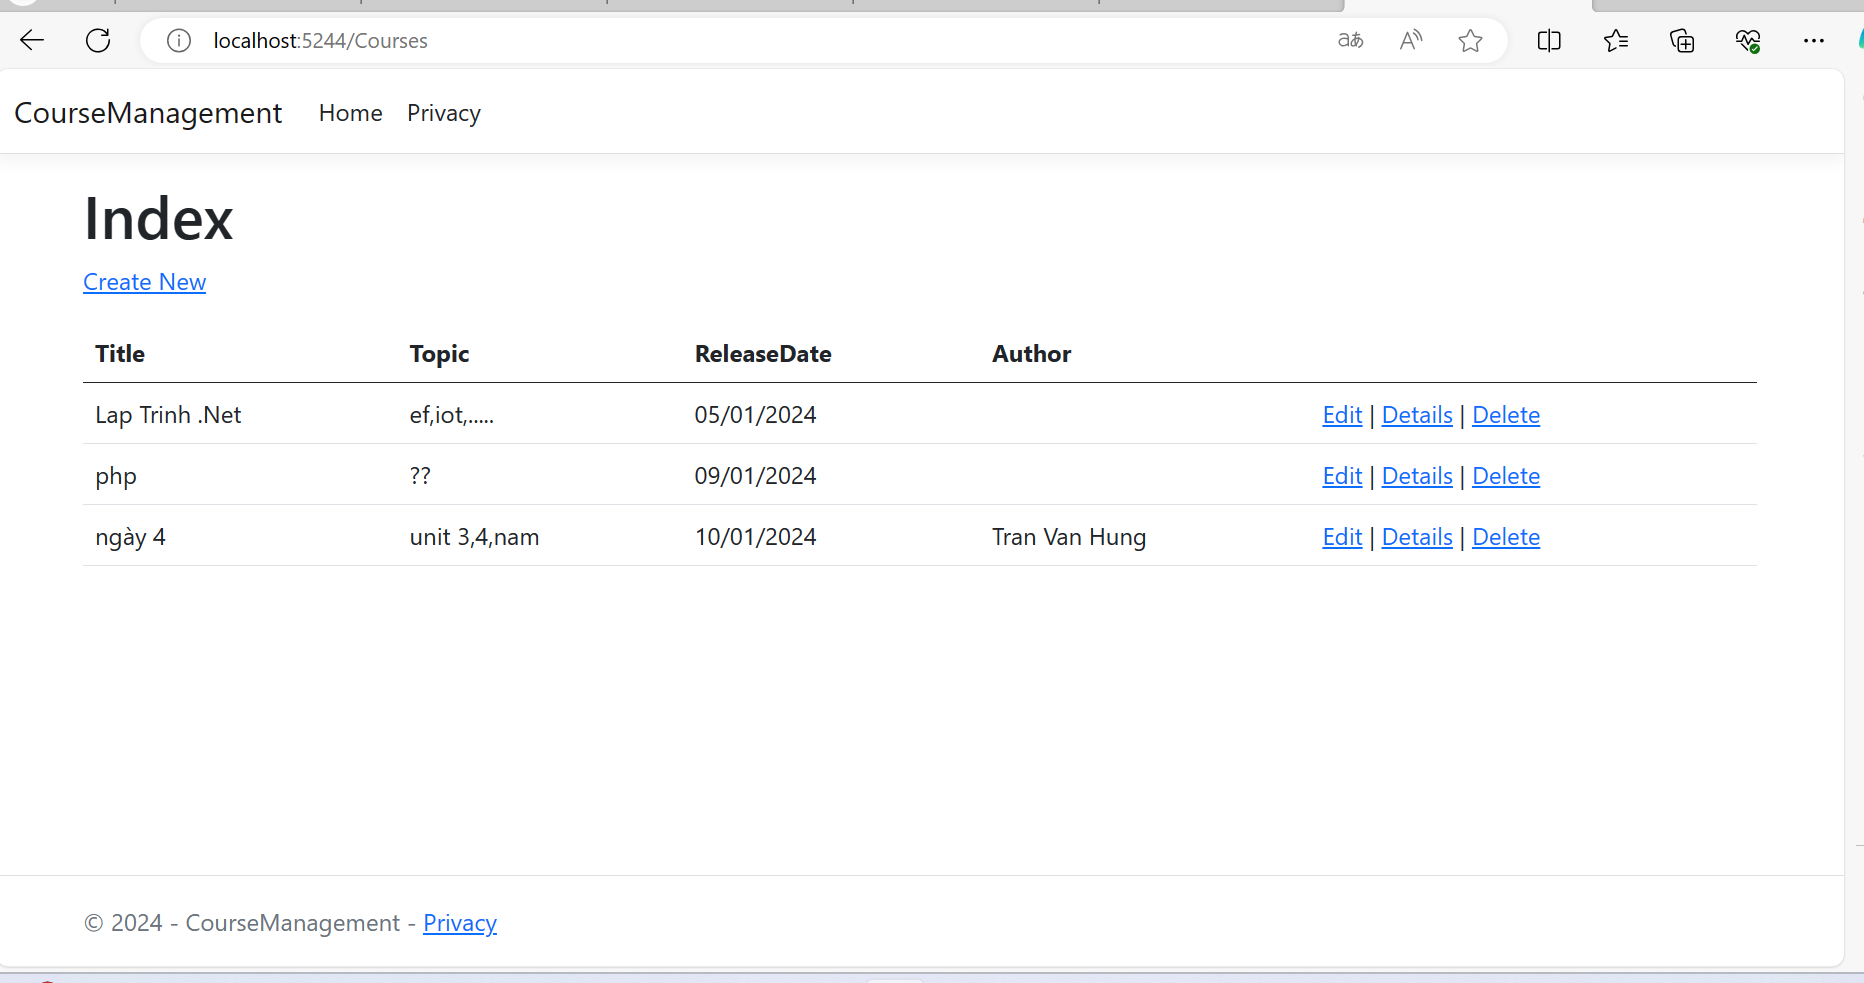 localhost:5244/Courses
CourseManagement Home Privacy
Index
Create New
Title Topic ReleaseDate Author
Lap Trinh .Net ef,iot,..... 05/01/2024 Edit | Details | Delete
php ?? 09/01/2024 Edit | Details | Delete
ngày 4 unit 3,4,nam 10/01/2024 Tran Van Hung Edit | Details | Delete
© 2024 - CourseManagement - Privacy